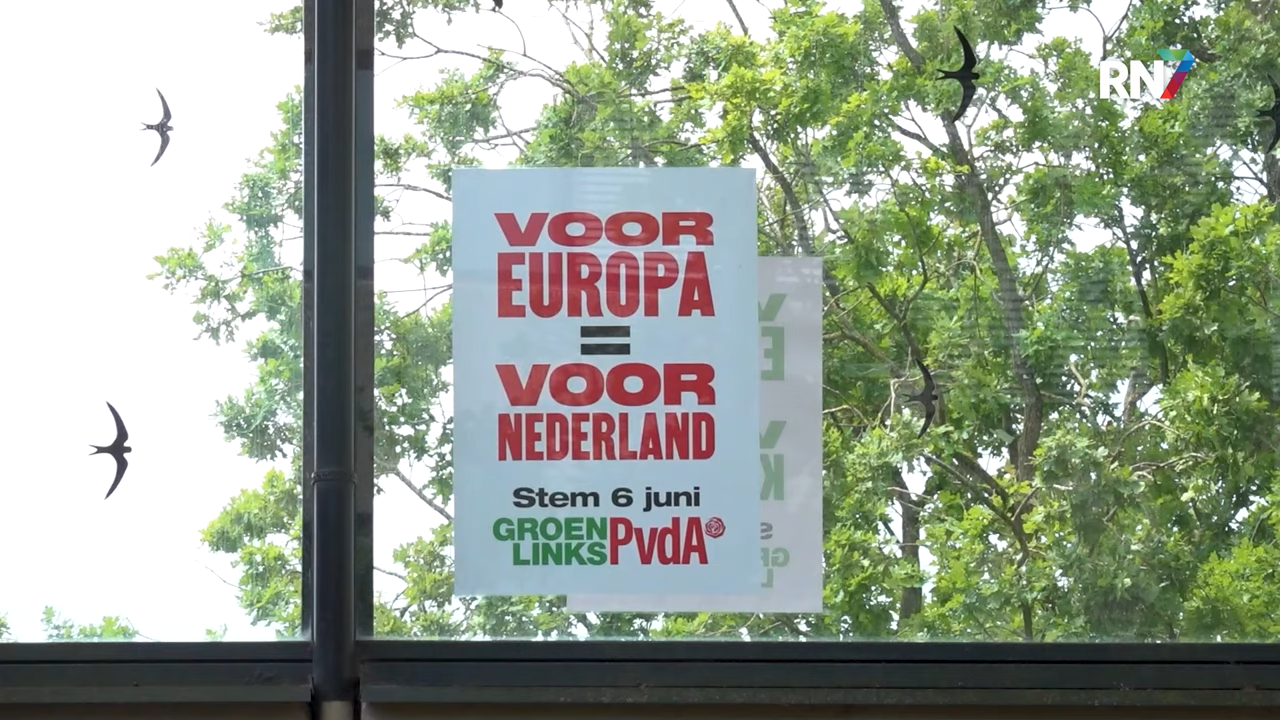 RN7
VOOR
EUROPA
=
VOOR
NEDERLAND
Stem 6 juni
GROEN
LINKS PvdA